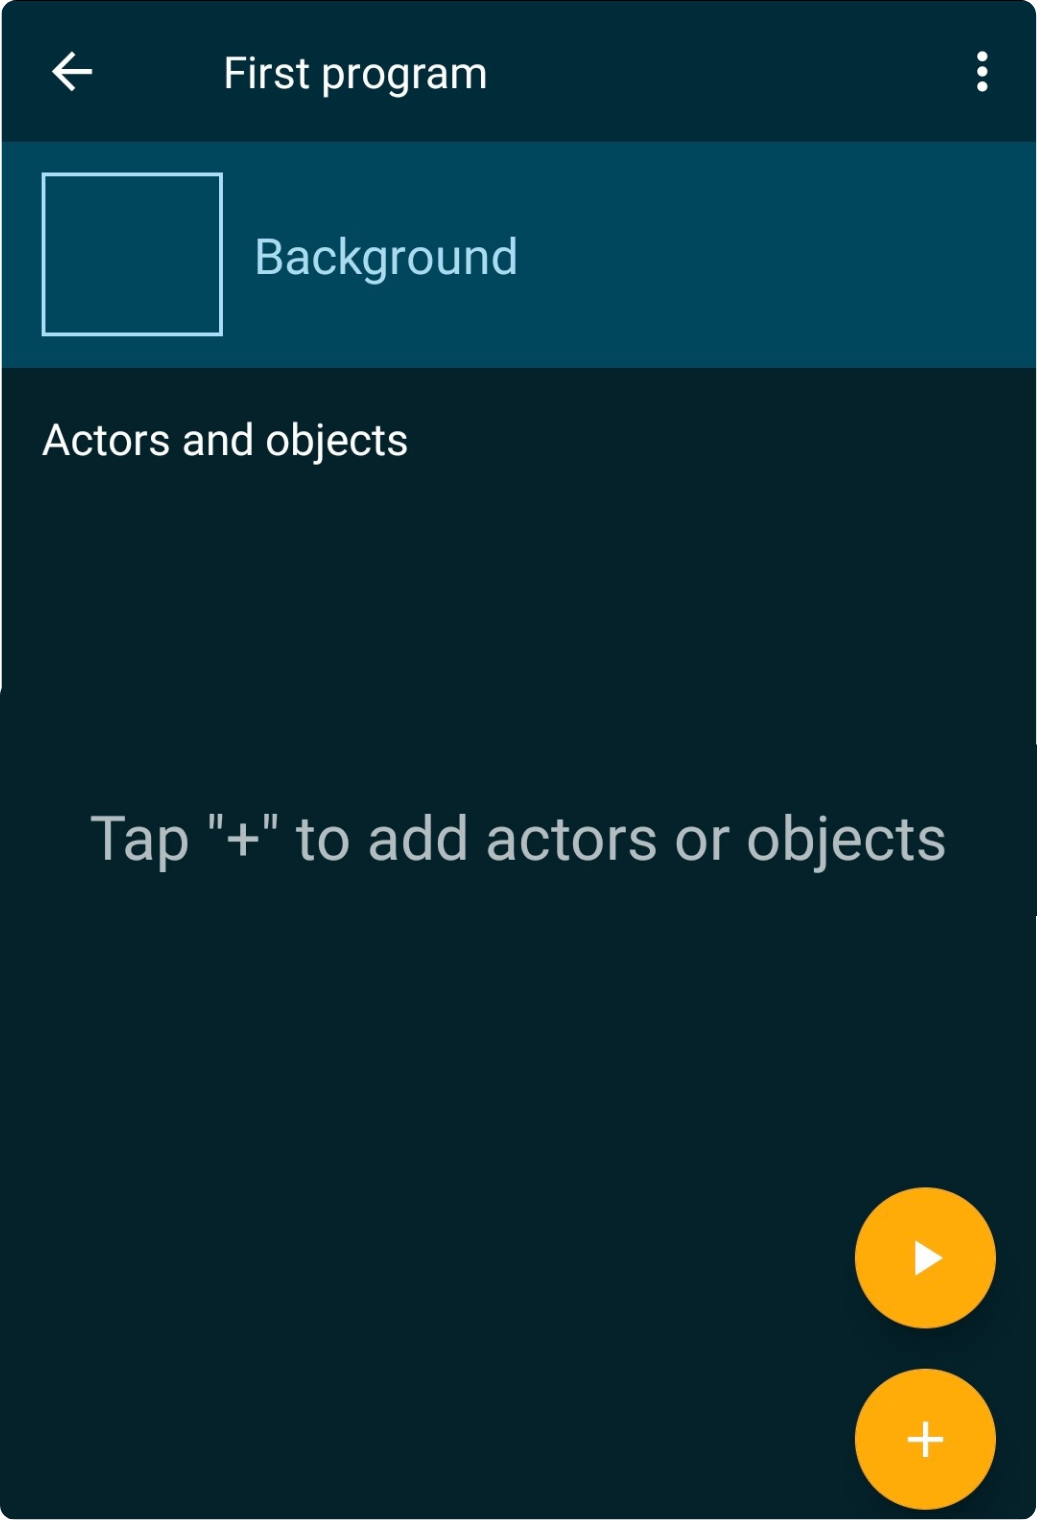 First program
Background
Actors and objects
Tap "+" to add actors or objects